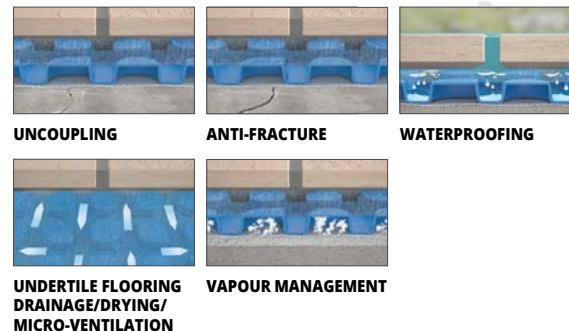 UNCOUPLING
ANTI-FRACTURE
WATERPROOFING
UNDERTILE FLOORING
DRAINAGE/DRYING/
MICRO-VENTILATION
VAPOUR MANAGEMENT